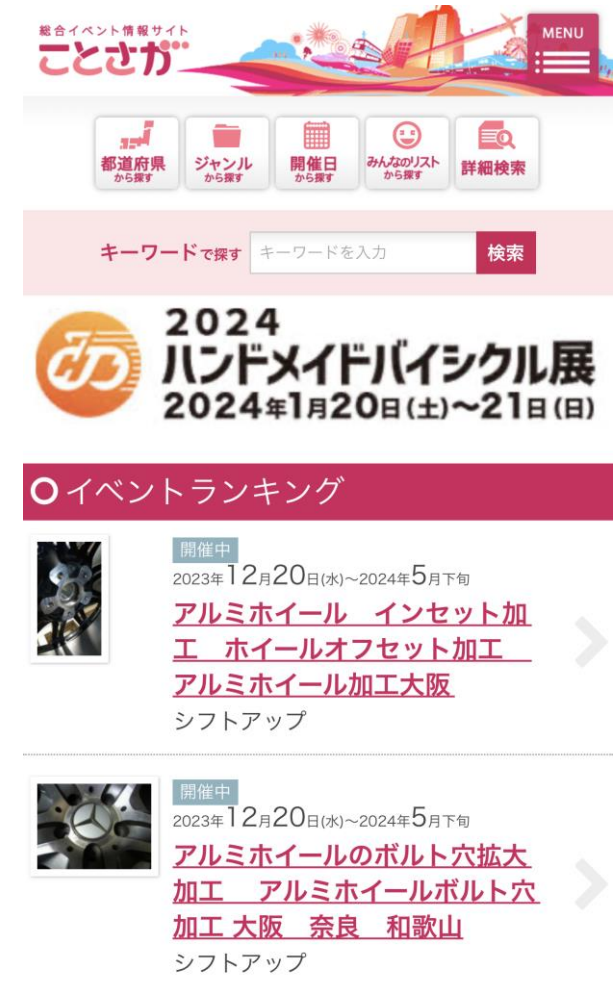 総合イベント情報サイト
ことさが
MENU
都道府県
から探す
ジャンル
から探す
開催日
から探す
みんなのリスト
から探す
詳細検索
キーワードで探す キーワードを入力 検索
2024
ハンドメイドバイシクル展
2024年1月20日(土)〜21日(日)
イベントランキング
開催中
2023年12月20日(水)〜2024年5月下旬
アルミホイール　インセット加
工　ホイールオフセット加工
アルミホイール加工大阪
シフトアップ
開催中
2023年12月20日(水)〜2024年5月下旬
アルミホイールのボルト穴拡大
加工　 アルミホイールボルト穴
加工 大阪　奈良　和歌山
シフトアップ